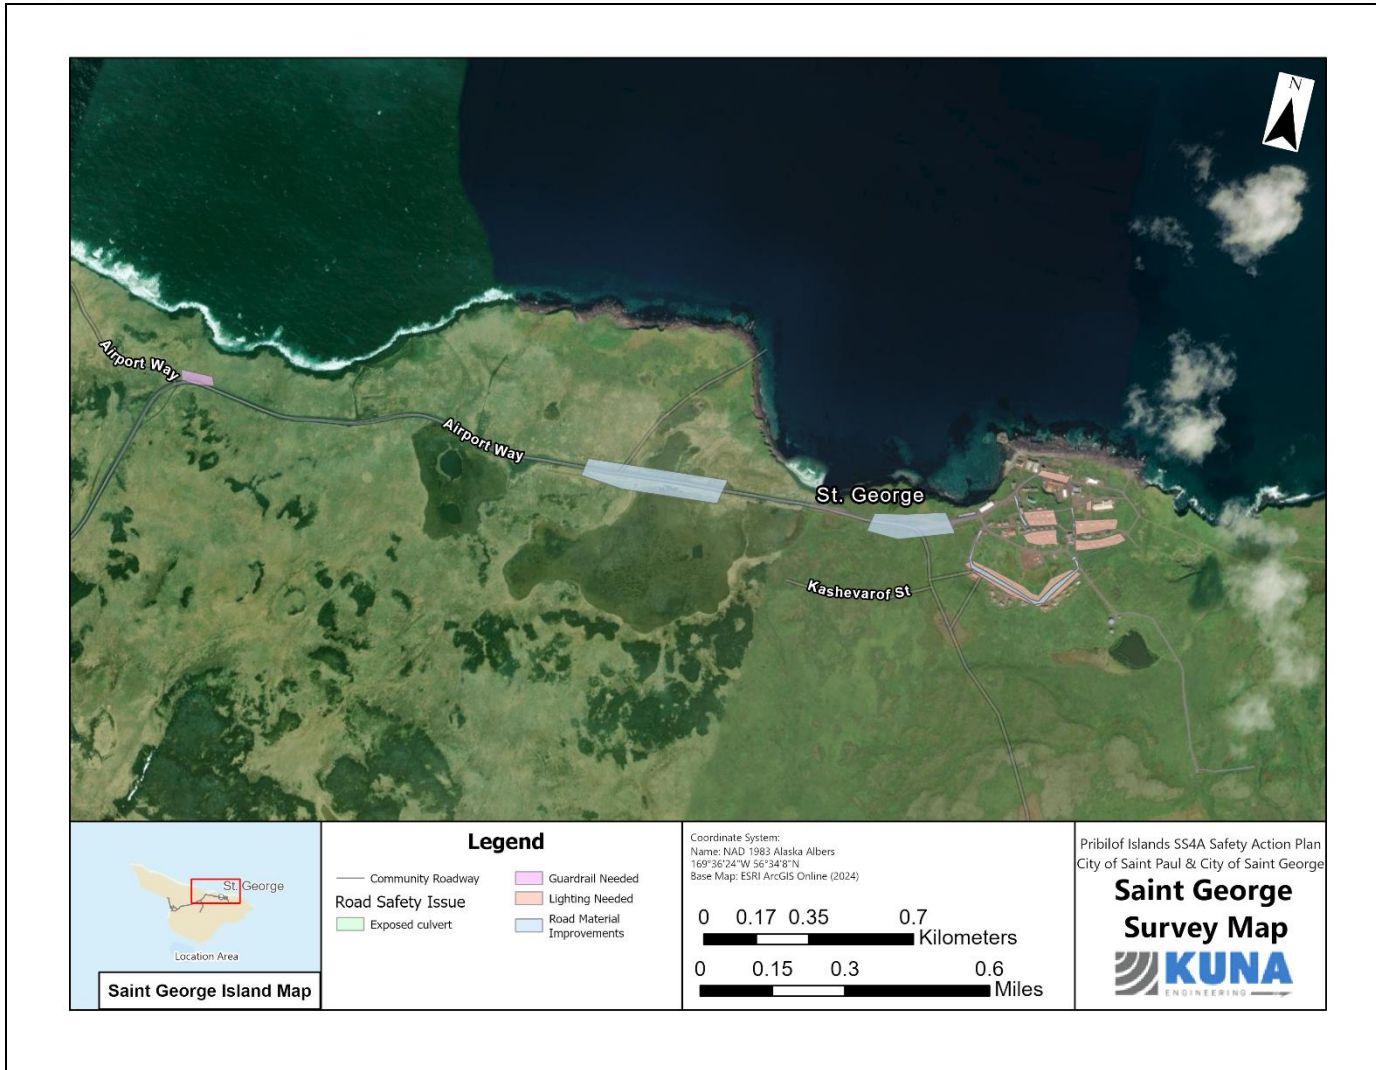 N
Airport Way
Airport Way
St. George
Kashevarof St
St. George
Location Area
Saint George Island Map
Legend
Community Roadway
Road Safety Issue
Exposed culvert
Guardrail Needed
Lighting Needed
Road Material
Improvements
Coordinate System:
Name: NAD 1983 Alaska Albers
169°36'24"W 56°34'8"N
Base Map: ESRI ArcGIS Online (2024)
0 0.17 0.35 0.7
Kilometers
0 0.15 0.3 0.6
Miles
Pribilof Islands SS4A Safety Action Plan
City of Saint Paul & City of Saint George
Saint George
Survey Map
KUNA
ENGINEERING